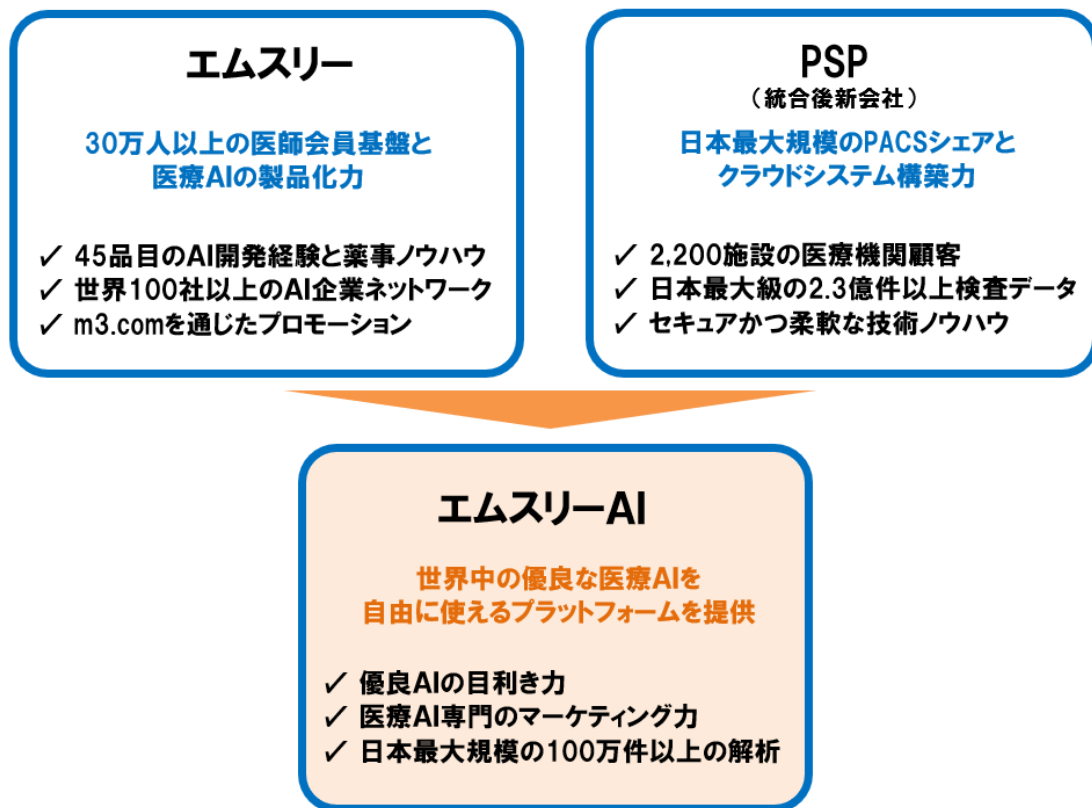 エムスリー
30万人以上の医師会員基盤と
医療AIの製品化力
✓ 45品目のAI開発経験と薬事ノウハウ
✓ 世界100社以上のAI企業ネットワーク
✓ m3.comを通じたプロモーション
PSP
（統合後新会社）
日本最大規模のPACSシェアと
クラウドシステム構築力
✓ 2,200施設の医療機関顧客
✓ 日本最大級の2.3億件以上検査データ
✓ セキュアかつ柔軟な技術ノウハウ
エムスリーAI
世界中の優良な医療AIを
自由に使えるプラットフォームを提供
✓ 優良AIの目利き力
✓ 医療AI専門のマーケティング力
✓ 日本最大規模の100万件以上の解析